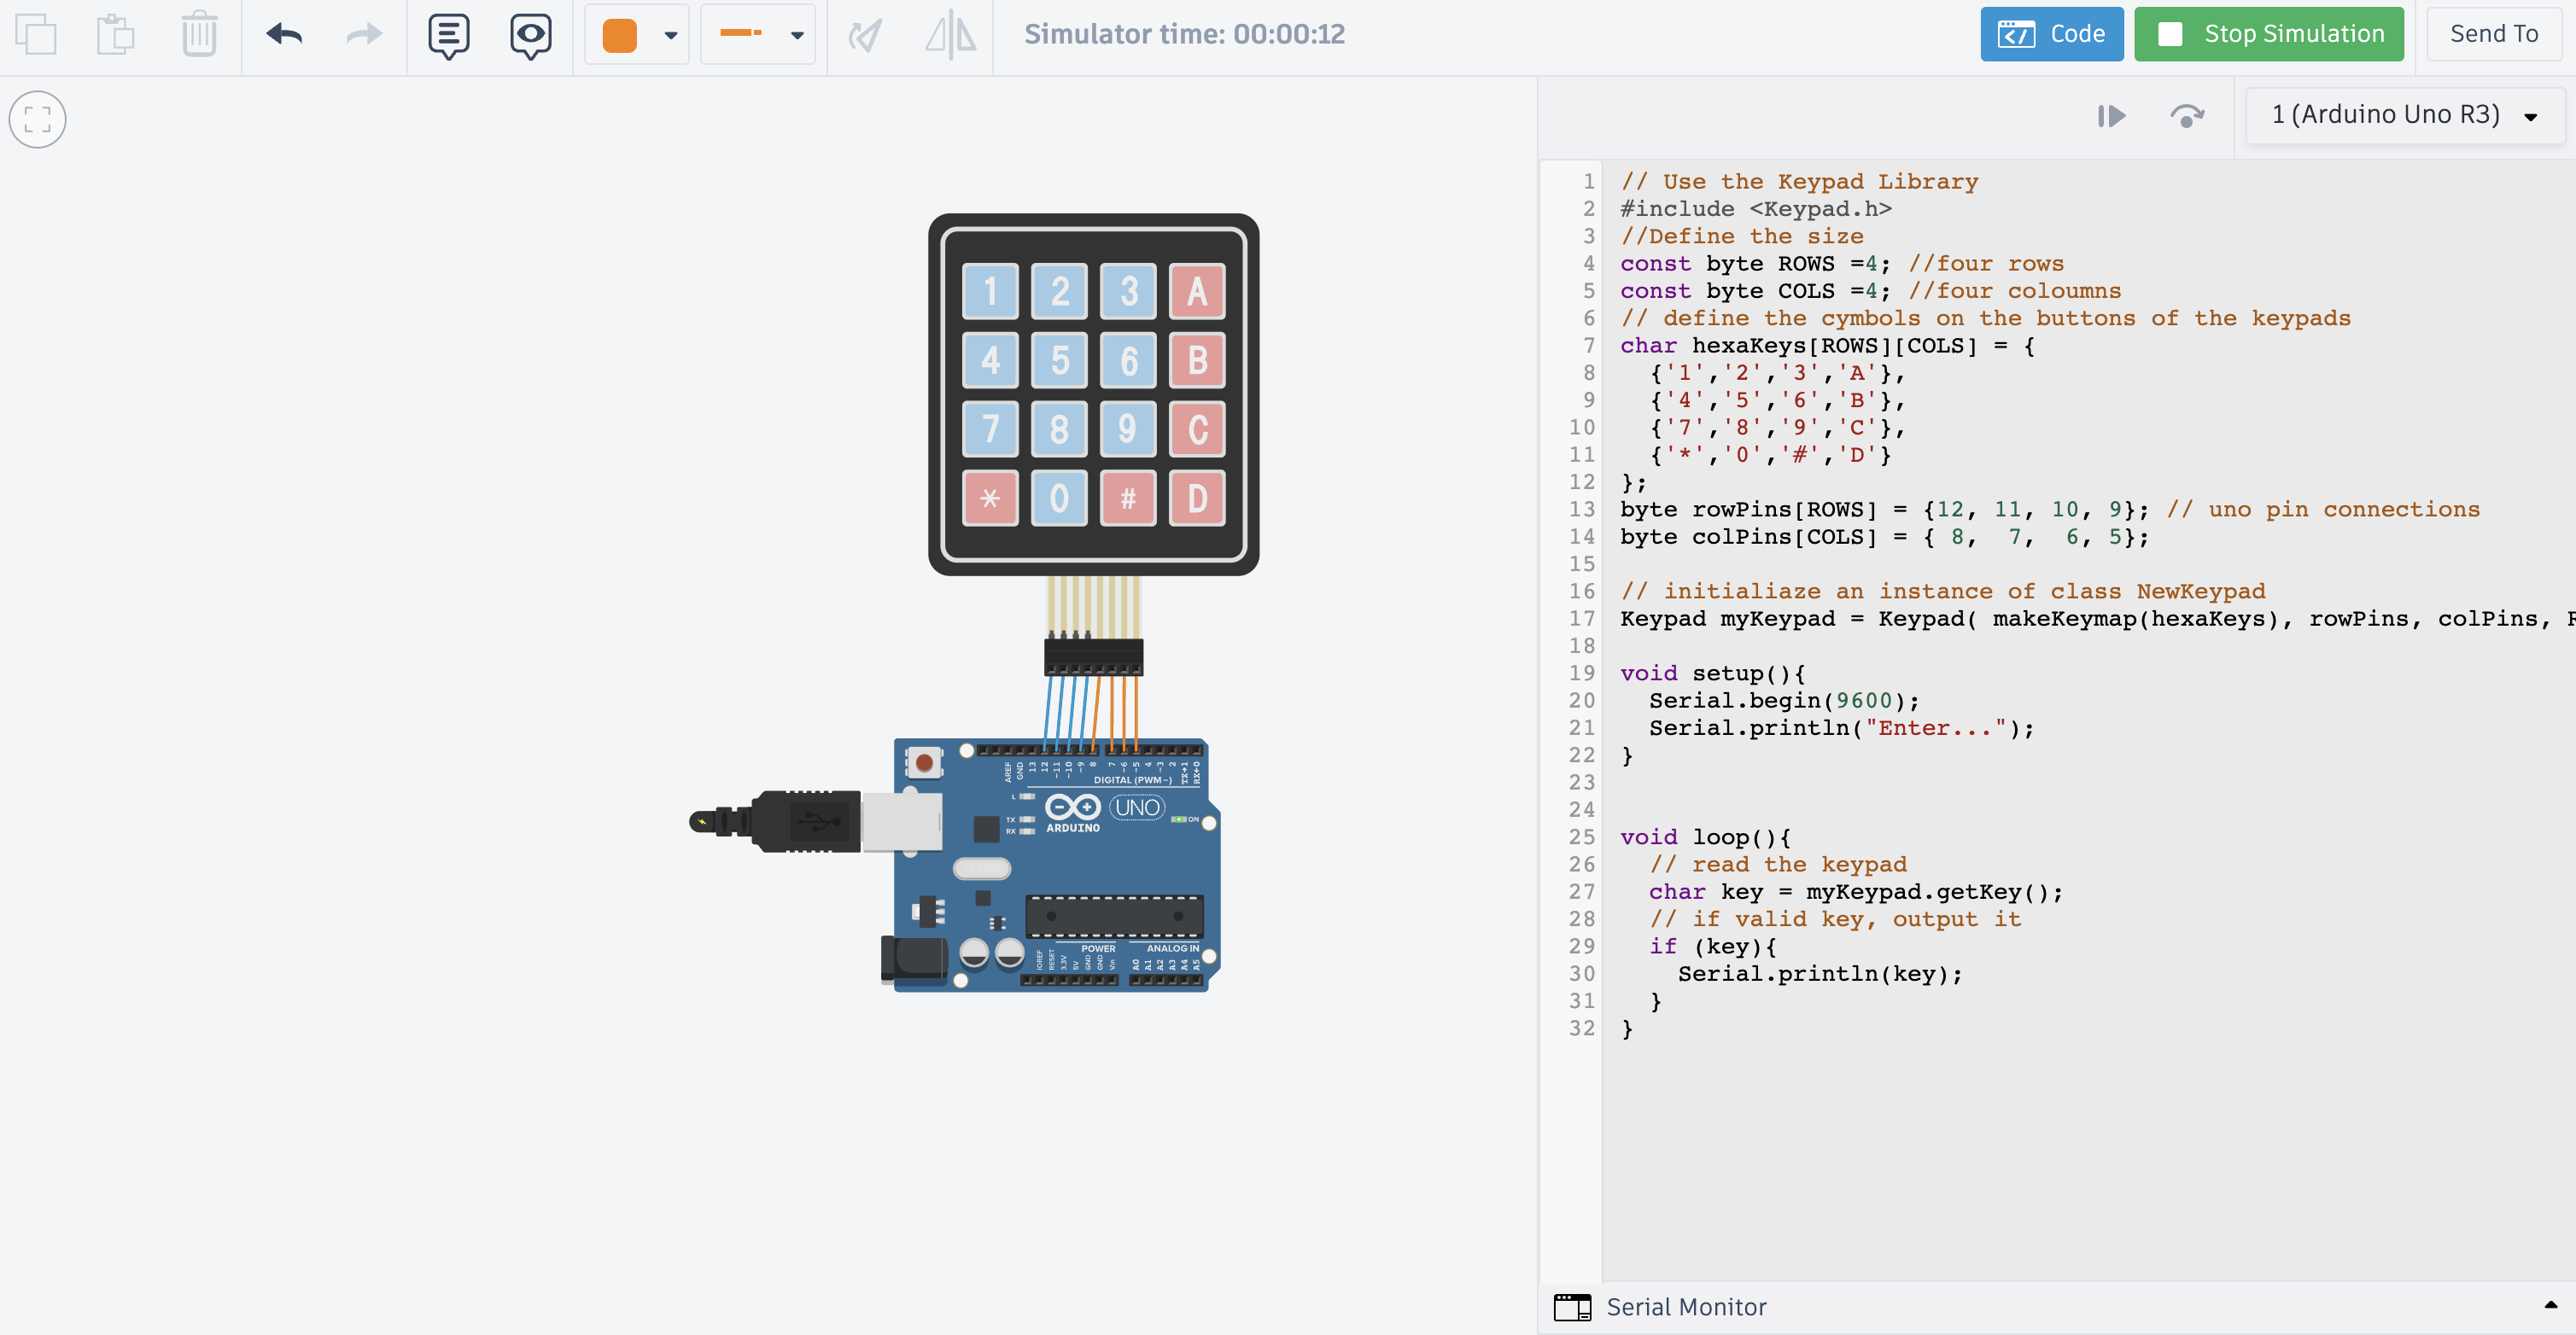 Simulator time: 00:00:12
Code
Stop Simulation
Send To
1 (Arduino Uno R3)
1 2 3 A
4 5 6 B
7 8 9 C
* 0 # D
AREF GND 13 12 ~11 ~10 ~9 8 7 ~6 ~5 4 ~3 2 TX→1 RX←0
DIGITAL (PWM~)
L
TX
RX
UNO
ON
ARDUINO
POWER ANALOG IN
IOREF RESET 3.3V 5V GND GND Vin A0 A1 A2 A3 A4 A5
1 // Use the Keypad Library
2 #include <Keypad.h>
3 //Define the size
4 const byte ROWS =4; //four rows
5 const byte COLS =4; //four coloumns
6 // define the cymbols on the buttons of the keypads
7 char hexaKeys[ROWS][COLS] = {
8   {'1','2','3','A'},
9   {'4','5','6','B'},
10   {'7','8','9','C'},
11   {'*','0','#','D'}
12 };
13 byte rowPins[ROWS] = {12, 11, 10, 9}; // uno pin connections
14 byte colPins[COLS] = { 8,  7,  6, 5};
15
16 // initialiaze an instance of class NewKeypad
17 Keypad myKeypad = Keypad( makeKeymap(hexaKeys), rowPins, colPins,
18
19 void setup(){
20   Serial.begin(9600);
21   Serial.println("Enter...");
22 }
23
24
25 void loop(){
26   // read the keypad
27   char key = myKeypad.getKey();
28   // if valid key, output it
29   if (key){
30     Serial.println(key);
31   }
32 }
Serial Monitor